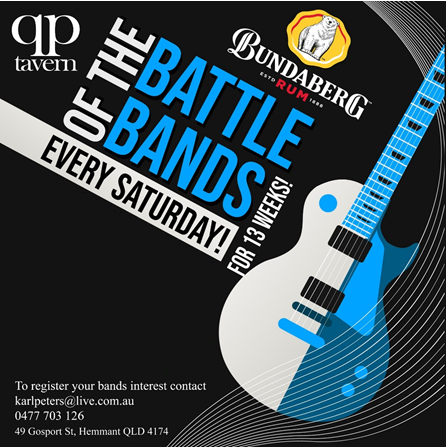 qp
tavern
BUNDABERG
ESTD RUM 1888
BATTLE
OF THE
BANDS
EVERY SATURDAY!
FOR 13 WEEKS!
To register your bands interest contact
karlpeters@live.com.au
0477 703 126
49 Gosport St, Hemmant QLD 4174